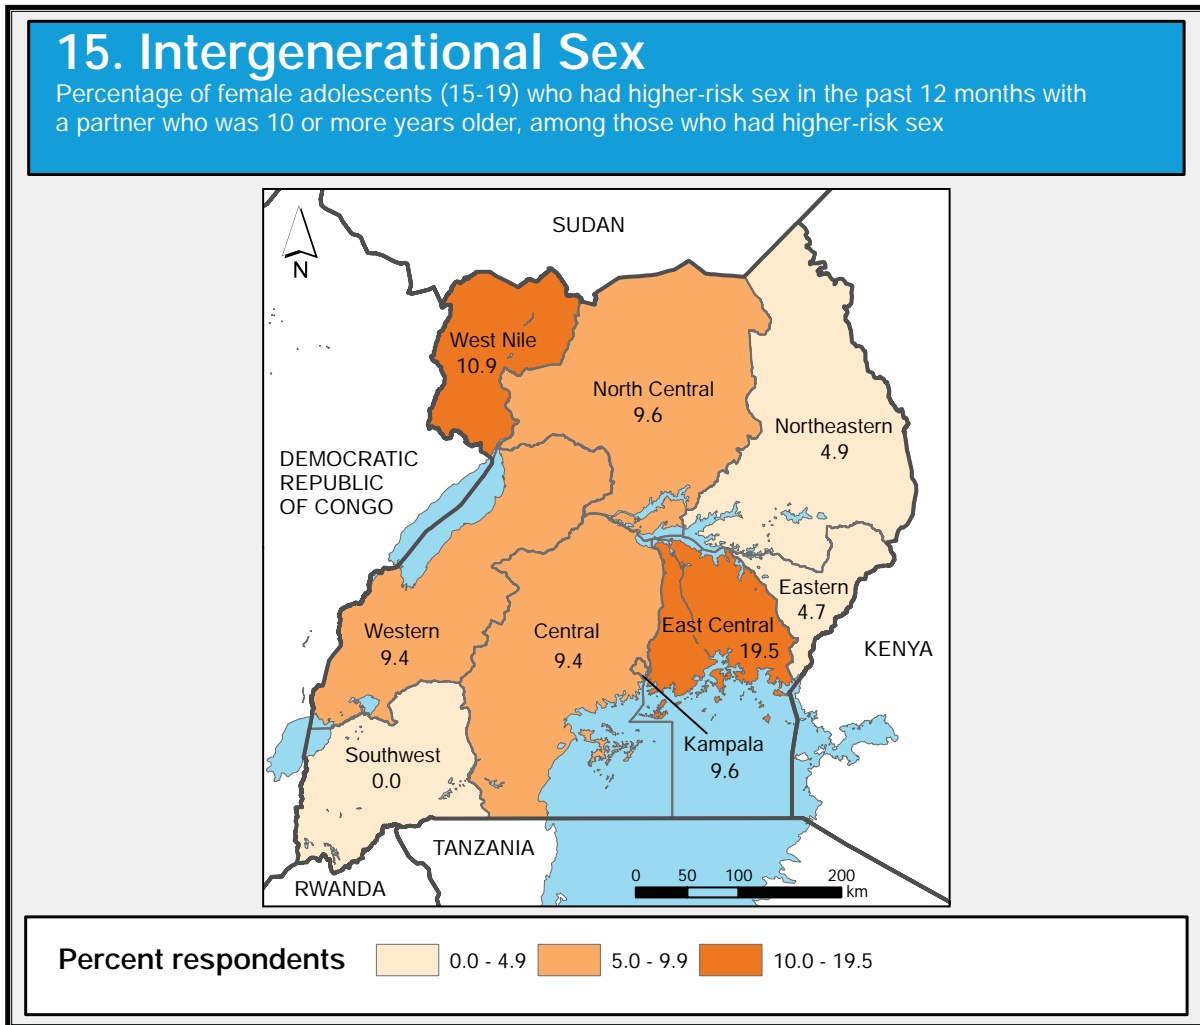 15. Intergenerational Sex
Percentage of female adolescents (15-19) who had higher-risk sex in the past 12 months with
a partner who was 10 or more years older, among those who had higher-risk sex
SUDAN
N
West Nile
10.9
North Central
9.6
Northeastern
4.9
DEMOCRATIC
REPUBLIC
OF CONGO
Eastern
4.7
Western
9.4
Central
9.4
East Central
19.5
KENYA
Kampala
9.6
Southwest
0.0
TANZANIA
RWANDA
0 50 100 200
km
Percent respondents 0.0 - 4.9 5.0 - 9.9 10.0 - 19.5